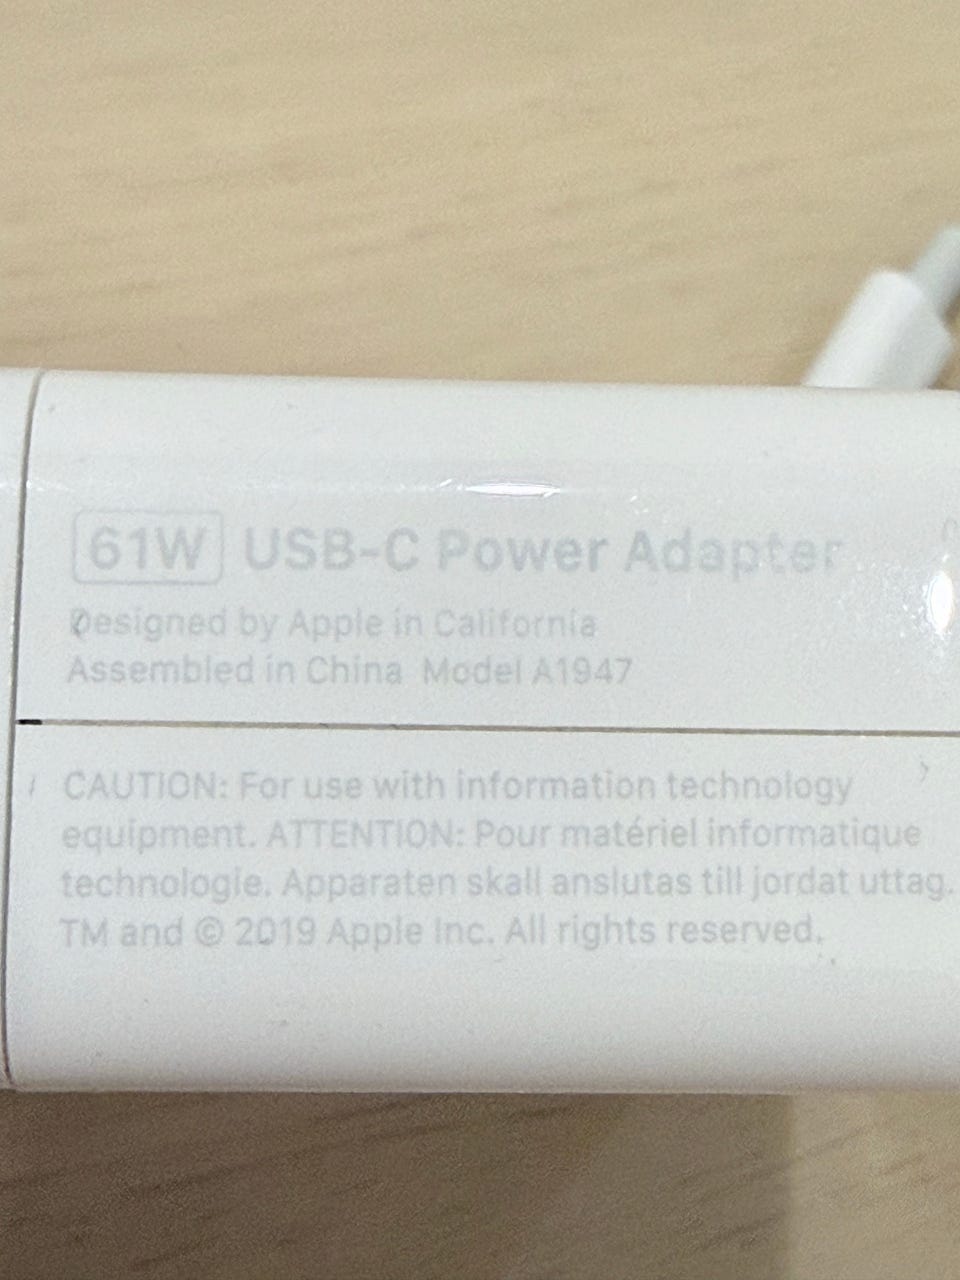 61W USB-C Power Adapter
Designed by Apple in California
Assembled in China Model A1947
CAUTION: For use with information technology
equipment. ATTENTION: Pour matériel informatique
technologie. Apparaten skall anslutas till jordat uttag.
TM and © 2019 Apple Inc. All rights reserved.